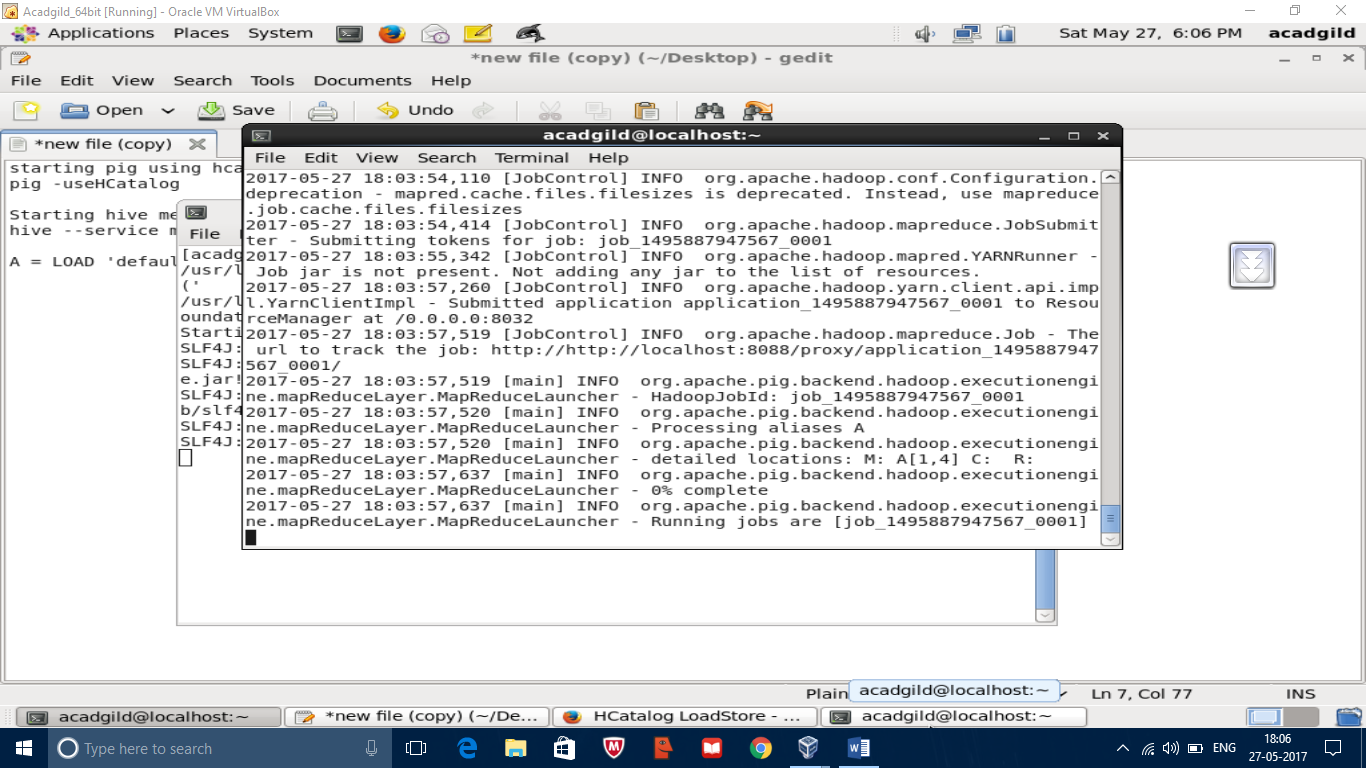 Acadgild_64bit [Running] - Oracle VM VirtualBox
Applications Places System Sat May 27, 6:06 PM acadgild
*new file (copy) (~/Desktop) - gedit
File Edit View Search Tools Documents Help
Open Save Undo
*new file (copy)
starting pig using hca
pig -useHCatalog
Starting hive me
hive --service m
A = LOAD 'defaul
File
[acadg
/usr/l
('
/usr/l
oundat
Starti
SLF4J:
SLF4J:
e.jar!
SLF4J:
b/slf4
SLF4J:
SLF4J:
acadgild@localhost:~
File Edit View Search Terminal Help
2017-05-27 18:03:54,110 [JobControl] INFO  org.apache.hadoop.conf.Configuration.
deprecation - mapred.cache.files.filesizes is deprecated. Instead, use mapreduce
.job.cache.files.filesizes
2017-05-27 18:03:54,414 [JobControl] INFO  org.apache.hadoop.mapreduce.JobSubmit
ter - Submitting tokens for job: job_1495887947567_0001
2017-05-27 18:03:55,342 [JobControl] INFO  org.apache.hadoop.mapred.YARNRunner -
 Job jar is not present. Not adding any jar to the list of resources.
2017-05-27 18:03:57,260 [JobControl] INFO  org.apache.hadoop.yarn.client.api.imp
l.YarnClientImpl - Submitted application application_1495887947567_0001 to Resou
rceManager at /0.0.0.0:8032
2017-05-27 18:03:57,519 [JobControl] INFO  org.apache.hadoop.mapreduce.Job - The
 url to track the job: http://http://localhost:8088/proxy/application_1495887947
567_0001/
2017-05-27 18:03:57,519 [main] INFO  org.apache.pig.backend.hadoop.executionengi
ne.mapReduceLayer.MapReduceLauncher - HadoopJobId: job_1495887947567_0001
2017-05-27 18:03:57,520 [main] INFO  org.apache.pig.backend.hadoop.executionengi
ne.mapReduceLayer.MapReduceLauncher - Processing aliases A
2017-05-27 18:03:57,520 [main] INFO  org.apache.pig.backend.hadoop.executionengi
ne.mapReduceLayer.MapReduceLauncher - detailed locations: M: A[1,4] C:  R:
2017-05-27 18:03:57,637 [main] INFO  org.apache.pig.backend.hadoop.executionengi
ne.mapReduceLayer.MapReduceLauncher - 0% complete
2017-05-27 18:03:57,637 [main] INFO  org.apache.pig.backend.hadoop.executionengi
ne.mapReduceLayer.MapReduceLauncher - Running jobs are [job_1495887947567_0001]
Plain acadgild@localhost:~ Ln 7, Col 77 INS
acadgild@localhost:~ *new file (copy) (~/De... HCatalog LoadStore - ... acadgild@localhost:~
Type here to search ENG 18:06
27-05-2017